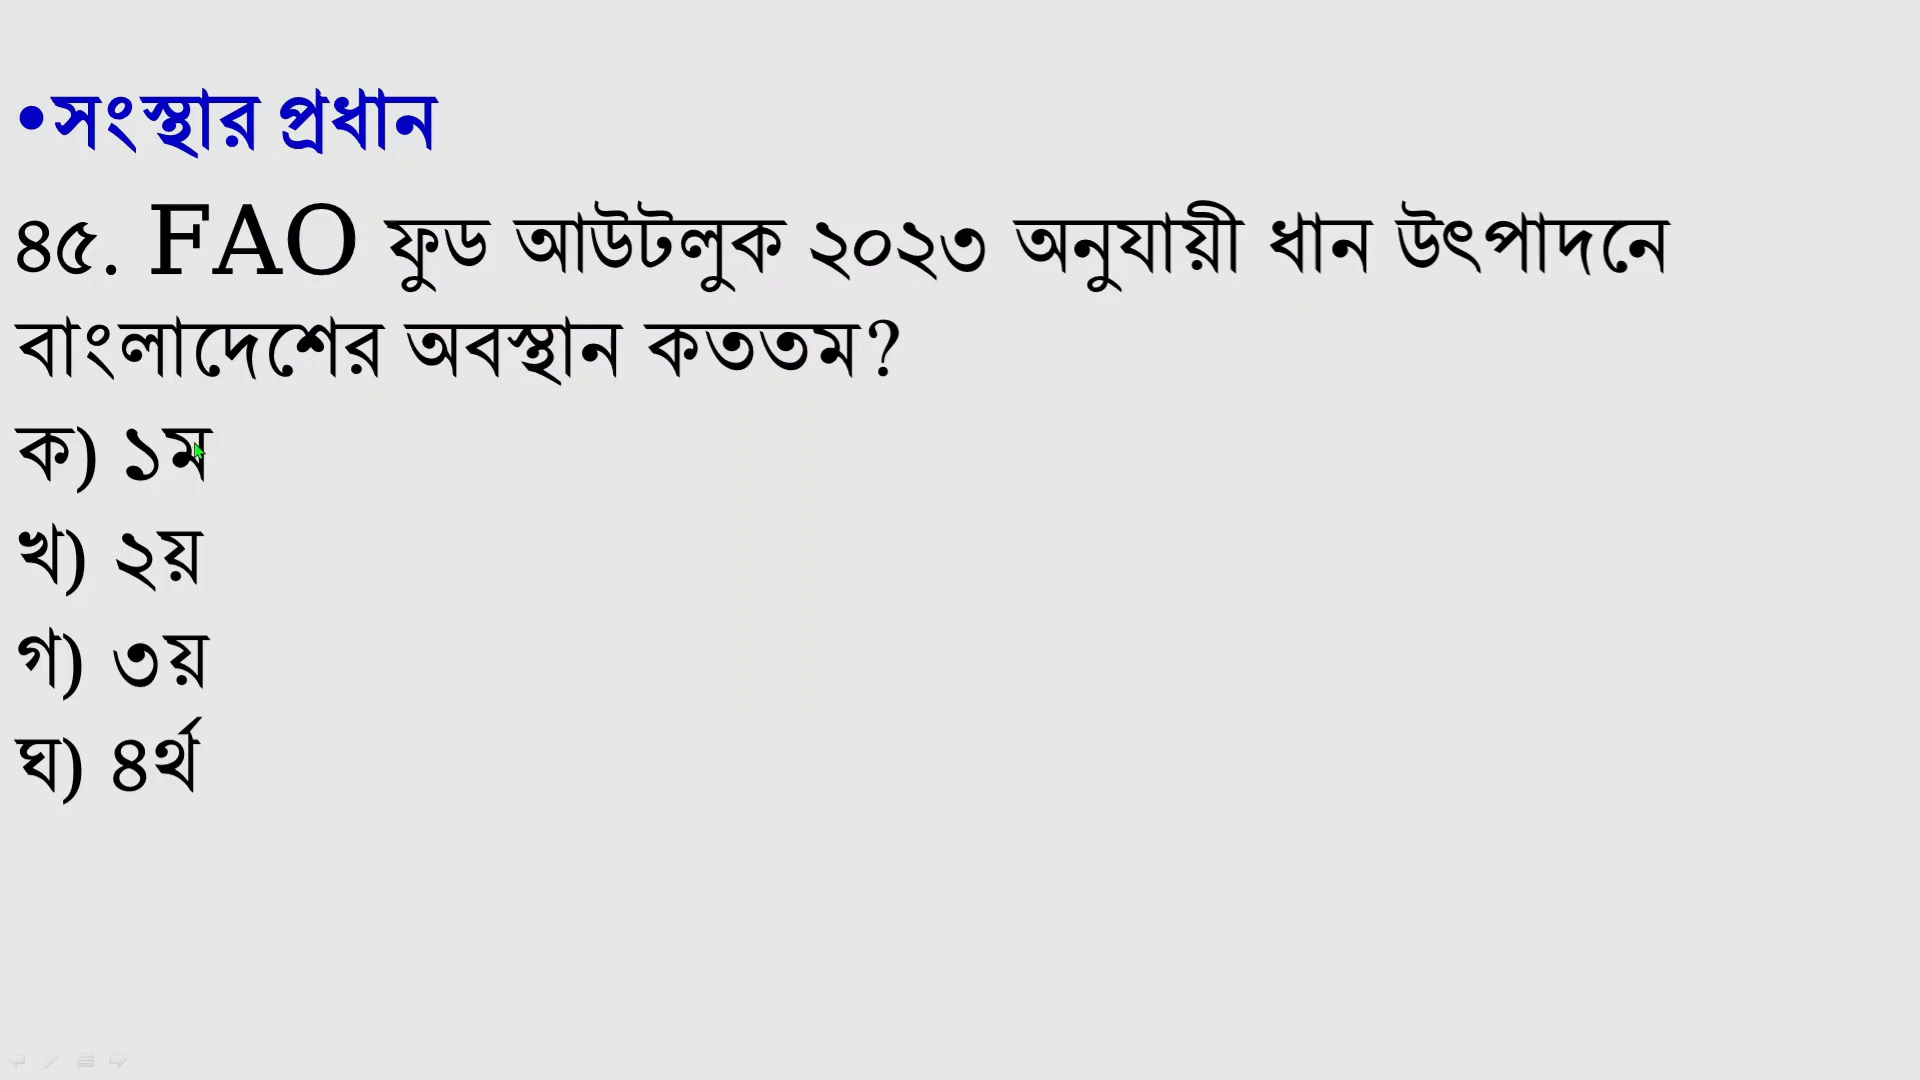 •সংস্থার প্রধান
৪৫. FAO ফুড আউটলুক ২০২৩ অনুযায়ী ধান উৎপাদনে
বাংলাদেশের অবস্থান কততম?
ক) ১ম
খ) ২য়
গ) ৩য়
ঘ) ৪র্থ